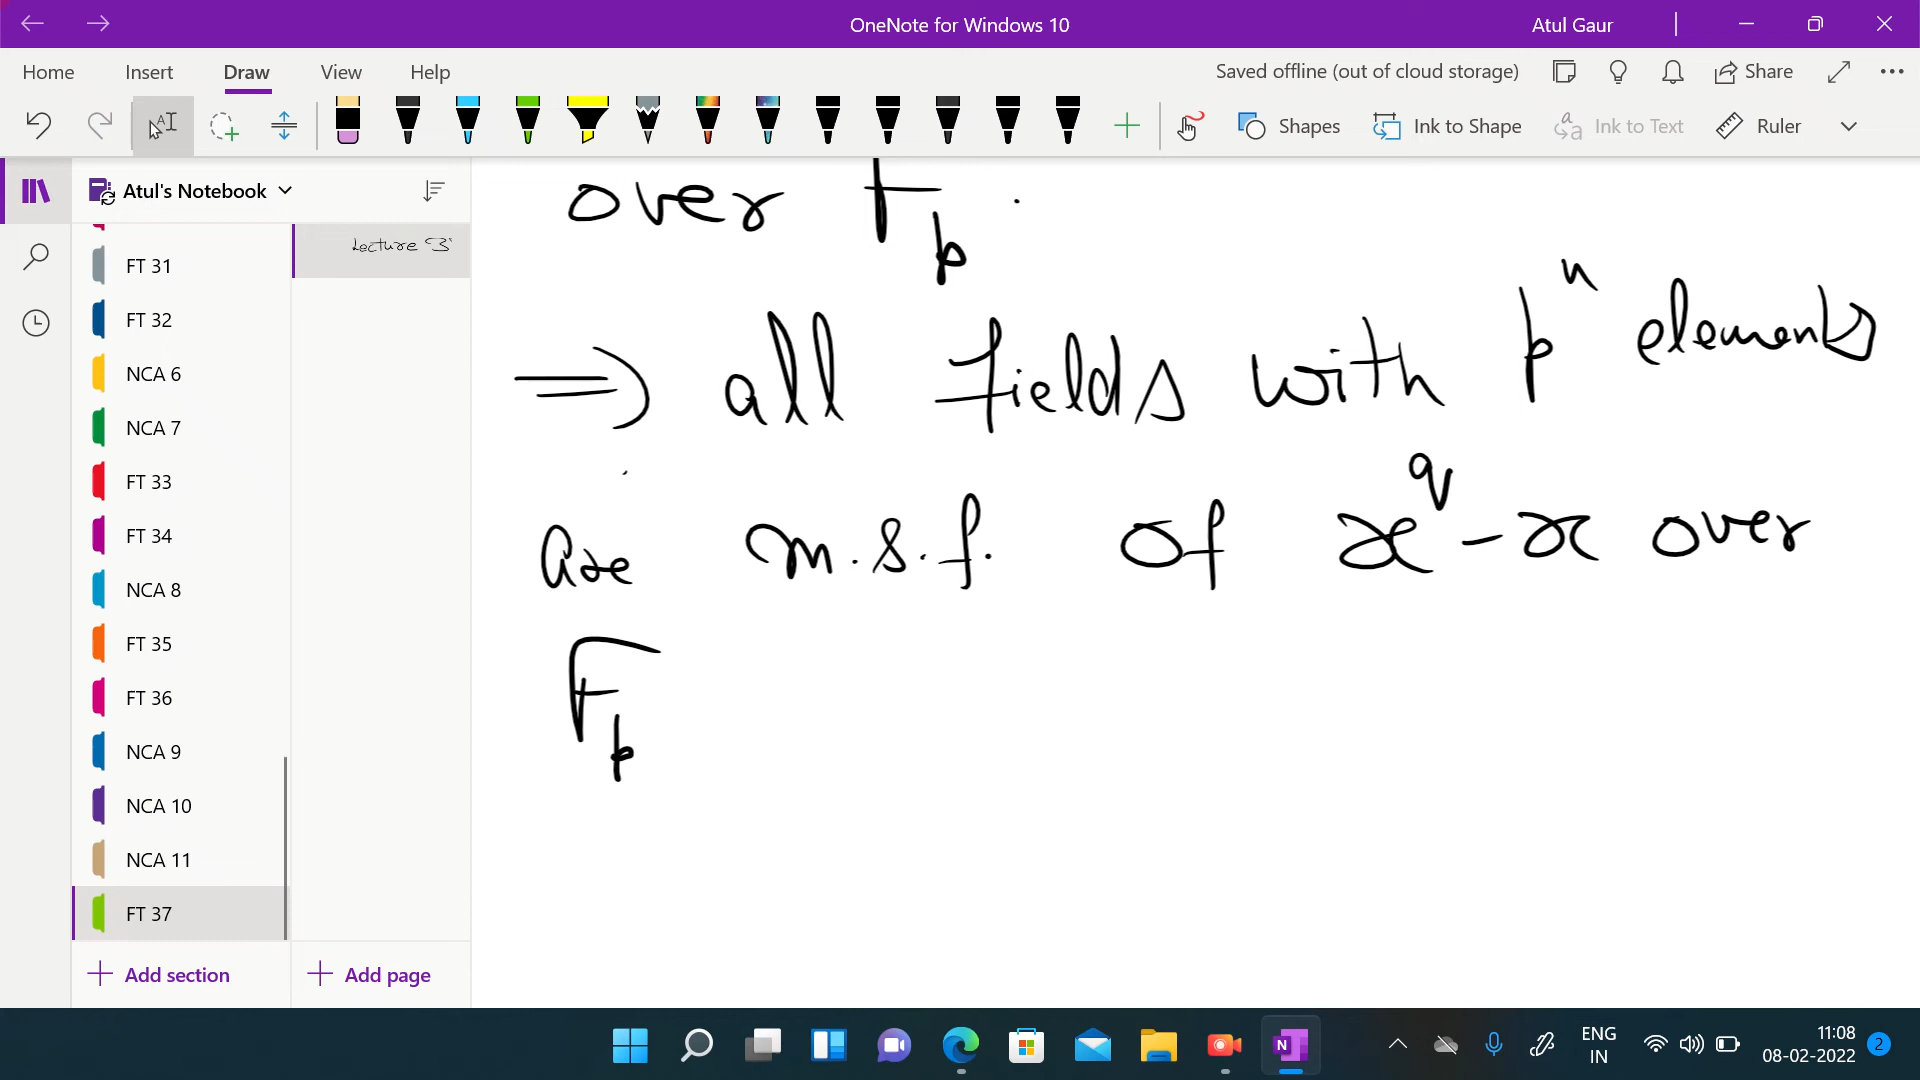 OneNote for Windows 10
Atul Gaur
Home Insert Draw View Help
Saved offline (out of cloud storage)
Share
Shapes
Ink to Shape
Ink to Text
Ruler
Atul's Notebook
FT 31
FT 32
NCA 6
NCA 7
FT 33
FT 34
NCA 8
FT 35
FT 36
NCA 9
NCA 10
NCA 11
FT 37
Add section
Lecture 3
Add page
over F_p .
⇒ all fields with p^n elements
are m.s.f. of x^q - x over
F_p
ENG
IN
11:08
08-02-2022
2